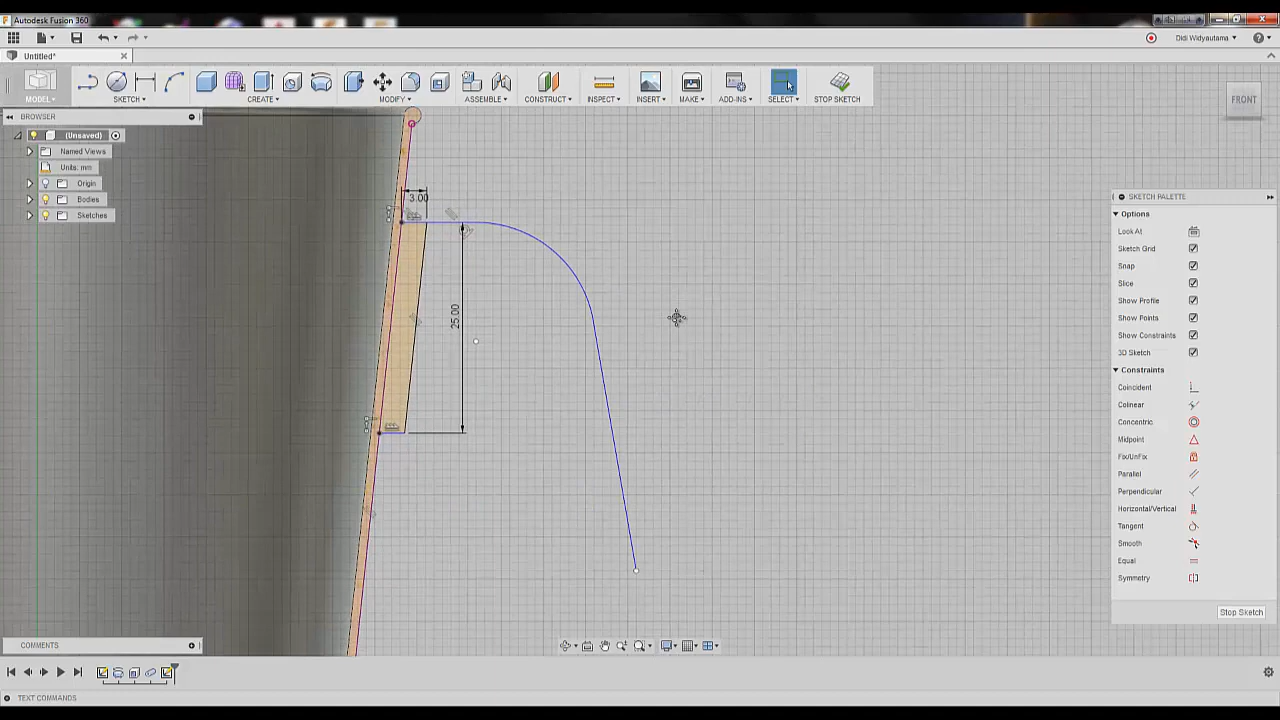 Autodesk Fusion 360
Didi Widyautama
Untitled*
MODEL
SKETCH
CREATE
MODIFY
ASSEMBLE
CONSTRUCT
INSPECT
INSERT
MAKE
ADD-INS
SELECT
STOP SKETCH
FRONT
BROWSER
(Unsaved)
Named Views
Units: mm
Origin
Bodies
Sketches
3.00
25.00
SKETCH PALETTE
Options
Look At
Sketch Grid
Snap
Slice
Show Profile
Show Points
Show Constraints
3D Sketch
Constraints
Coincident
Colinear
Concentric
Midpoint
Fix/UnFix
Parallel
Perpendicular
Horizontal/Vertical
Tangent
Smooth
Equal
Symmetry
Stop Sketch
COMMENTS
TEXT COMMANDS